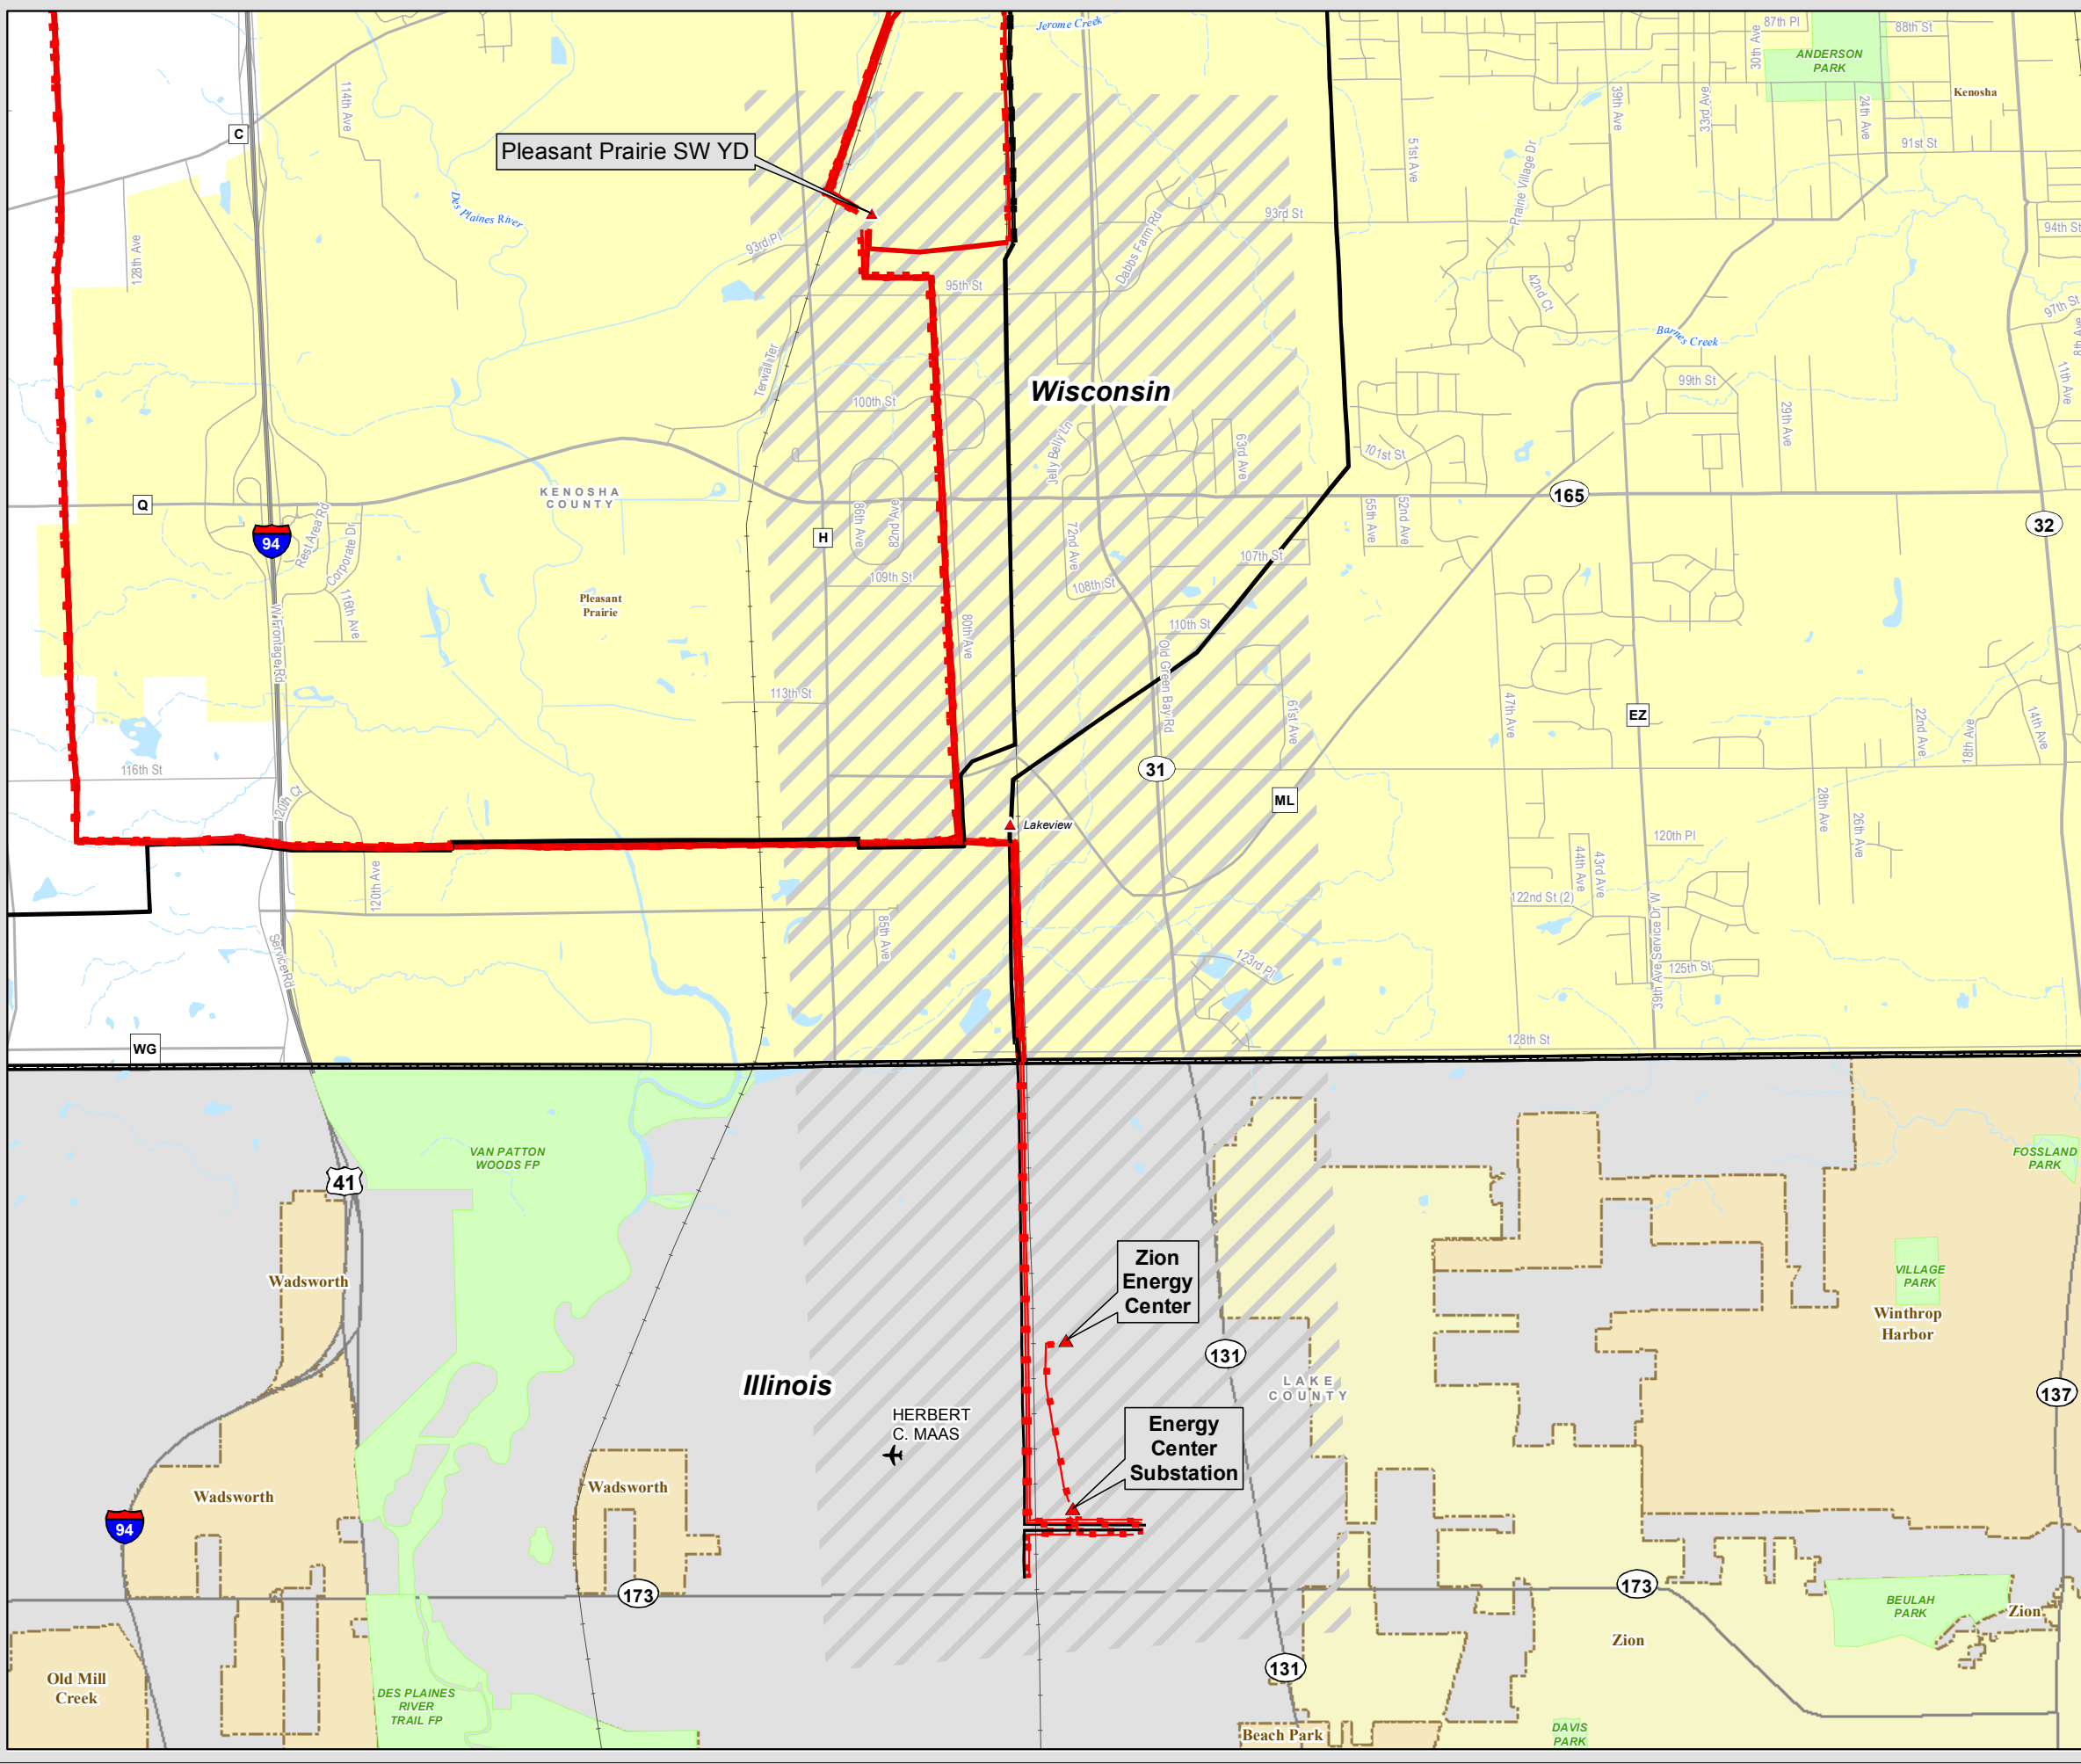 Jerome Creek
87th Pl
88th St
30th Ave
ANDERSON
PARK
Kenosha
114th Ave
C
39th Ave
33rd Ave
24th Ave
51st Ave
91st St
Pleasant Prairie SW YD
Des Plaines River
Prairie Village Dr
93rd St
94th St
128th Ave
93rd Pl
Dabbs Farm Rd
95th St
42nd Ct
97th St
8th Ave
Barnes Creek
Terwall Ter
Wisconsin
99th St
11th Ave
29th Ave
100th St
Jelly Belly Ln
63rd Ave
101st St
KENOSHA
COUNTY
Q
165
32
94
Rest Area Rd
Corporate Dr
86th Ave
82nd Ave
H
72nd Ave
55th Ave
52nd Ave
107th St
109th St
108th St
116th Ave
Pleasant
Prairie
W Frontage Rd
80th Ave
110th St
Old Green Bay Rd
113th St
61st Ave
47th Ave
EZ
22nd Ave
18th Ave
14th Ave
116th St
31
120th Ct
ML
28th Ave
26th Ave
Lakeview
120th Pl
120th Ave
44th Ave
43rd Ave
122nd St (2)
85th Ave
39th Ave Service Dr W
Service Rd
123rd Pl
125th St
WG
128th St
VAN PATTON
WOODS FP
FOSSLAND
PARK
41
Wadsworth
Zion
Energy
Center
VILLAGE
PARK
Winthrop
Harbor
131
Illinois
LAKE
COUNTY
137
HERBERT
C. MAAS
Energy
Center
Substation
Wadsworth
Wadsworth
94
173
173
BEULAH
PARK
Zion
Zion
131
Old Mill
Creek
DES PLAINES
RIVER
TRAIL FP
Beach Park
DAVIS
PARK